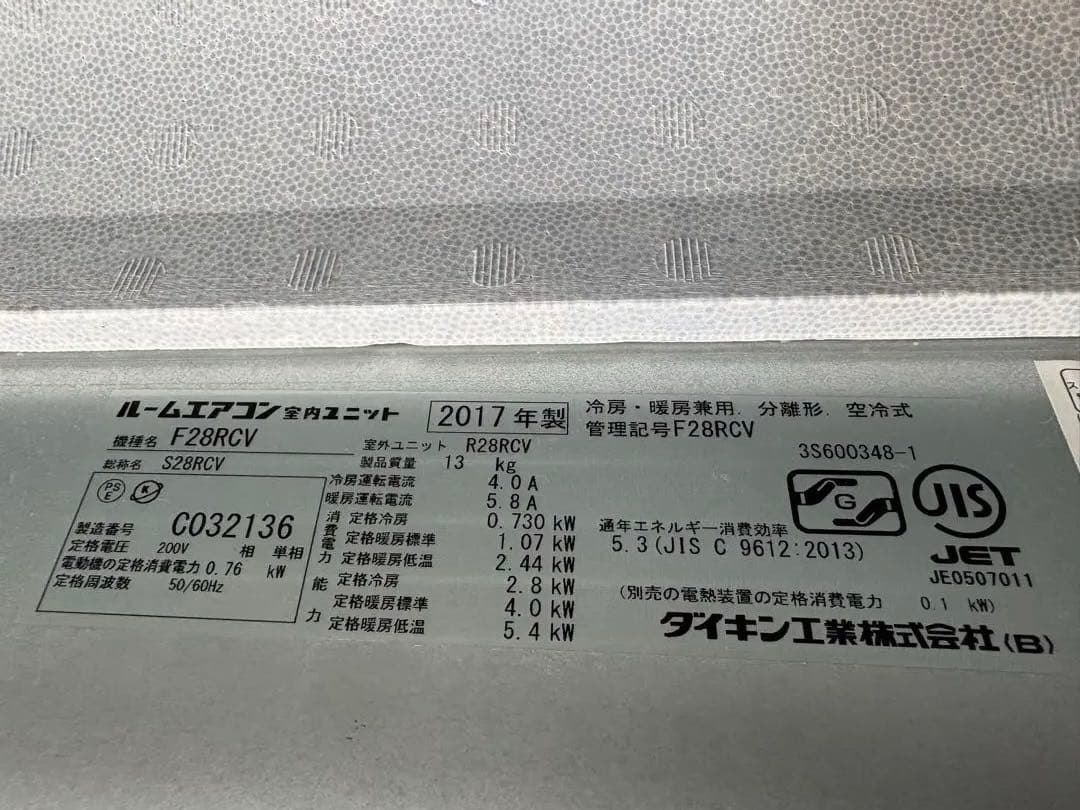 ルームエアコン 室内ユニット 2017年製 冷房・暖房兼用, 分離形, 空冷式
機種名 F28RCV 室外ユニット R28RCV 管理記号F28RCV
総称名 S28RCV 製品質量 13 kg 3S600348-1
PSE
冷房運転電流 4.0 A
暖房運転電流 5.8 A
製造番号 C032136
定格電圧 200V 相 単相
電動機の定格消費電力 0.76 kW
定格周波数 50/60Hz
消費電力 定格冷房 0.730 kW
定格暖房標準 1.07 kW
定格暖房低温 2.44 kW
能力 定格冷房 2.8 kW
定格暖房標準 4.0 kW
定格暖房低温 5.4 kW
通年エネルギー消費効率
5.3(JIS C 9612:2013)
G
JIS
JET
JE0507011
(別売の電熱装置の定格消費電力 0.1 kW)
ダイキン工業株式会社(B)